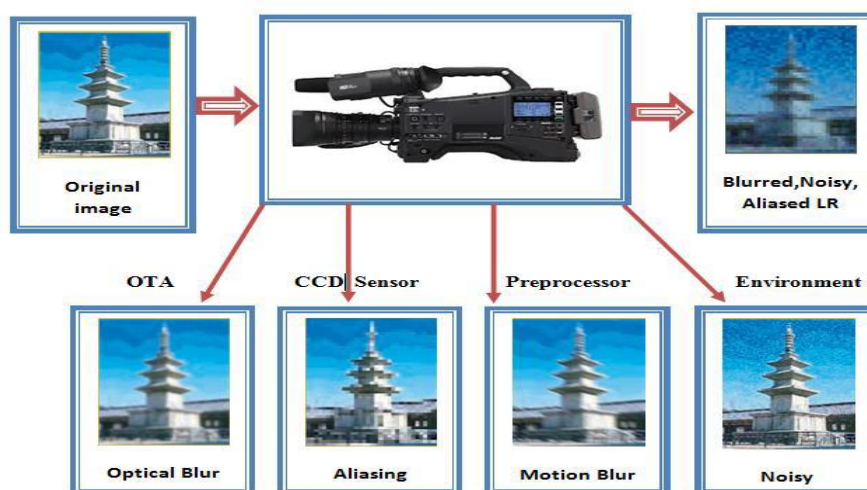 Original
image
Blurred,Noisy,
Aliased LR
OTA
CCD Sensor
Preprocessor
Environment
Optical Blur
Aliasing
Motion Blur
Noisy